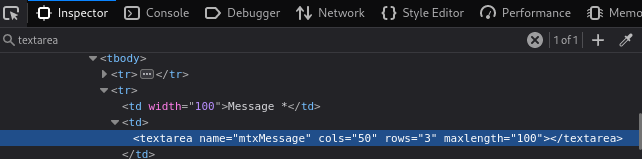 Inspector Console Debugger Network Style Editor Performance Memo
textarea 1 of 1
<tbody>
<tr> ... </tr>
<tr>
<td width="100">Message *</td>
<td>
<textarea name="mtxMessage" cols="50" rows="3" maxlength="100"></textarea>
</td>